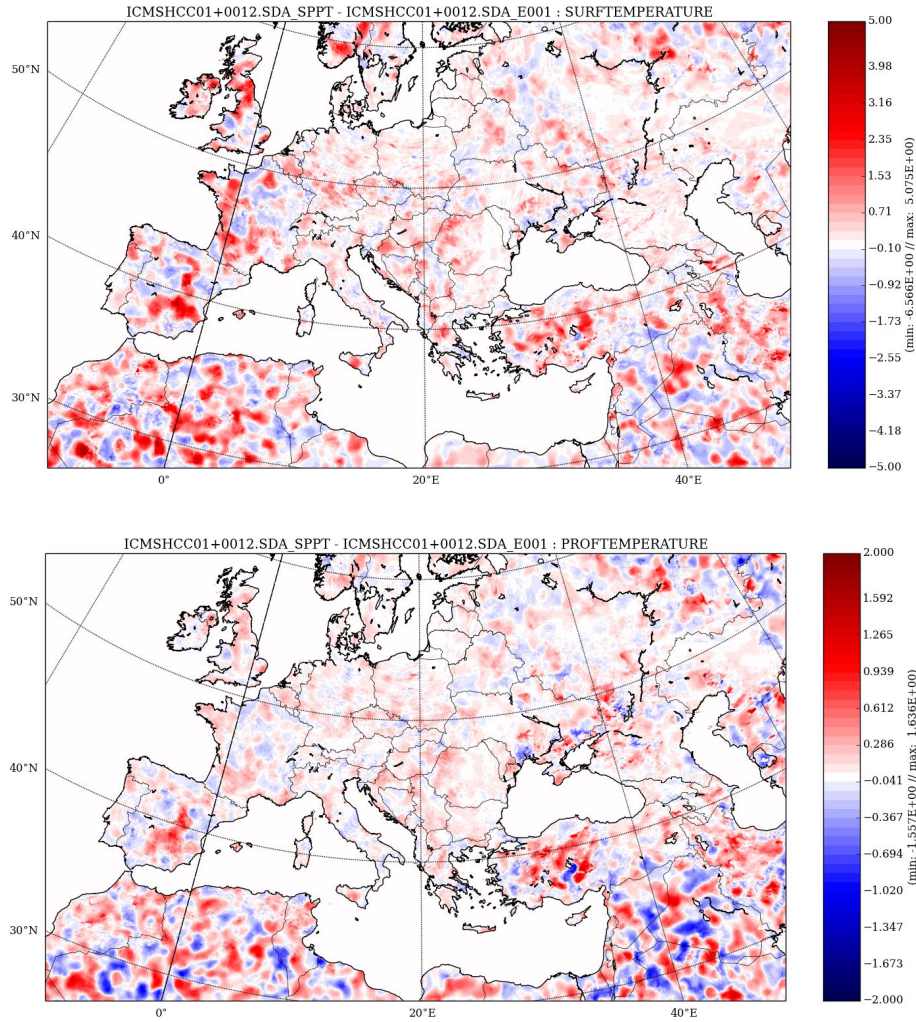 ICMSHCC01+0012.SDA_SPPT - ICMSHCC01+0012.SDA_E001 : SURFTEMPERATURE
50°N
40°N
30°N
0°
20°E
40°E
5.00
3.98
3.16
2.35
1.53
0.71
−0.10
−0.92
−1.73
−2.55
−3.37
−4.18
−5.00
(min: -6.566E+00 // max: 5.075E+00)
ICMSHCC01+0012.SDA_SPPT - ICMSHCC01+0012.SDA_E001 : PROFTEMPERATURE
50°N
40°N
30°N
0°
20°E
40°E
2.000
1.592
1.265
0.939
0.612
0.286
−0.041
−0.367
−0.694
−1.020
−1.347
−1.673
−2.000
(min: -1.557E+00 // max: 1.636E+00)